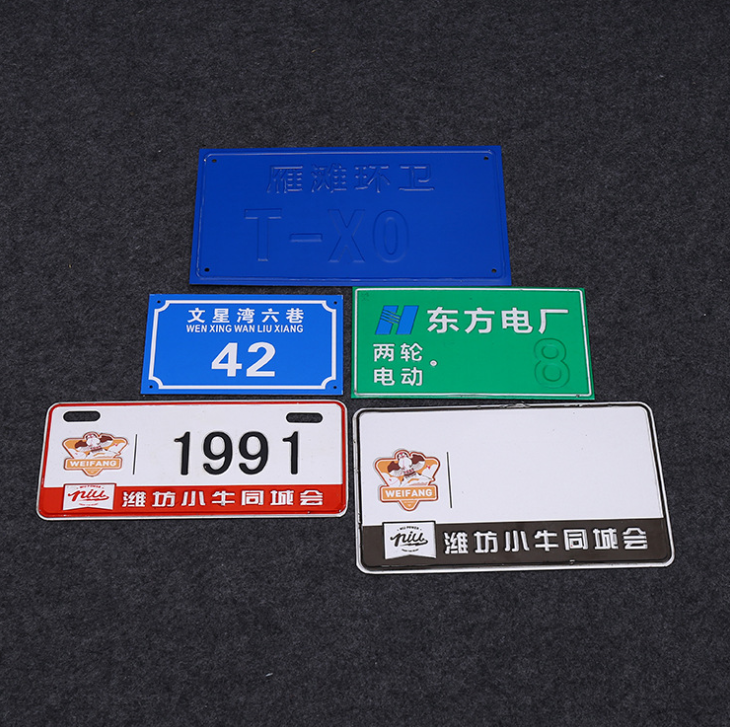 雁滩环卫
T-X0
文星湾六巷
WEN XING WAN LIU XIANG
42
东方电厂
两轮
电动
8
1991
WEIFANG
niu
潍坊小牛同城会
WEIFANG
niu
潍坊小牛同城会